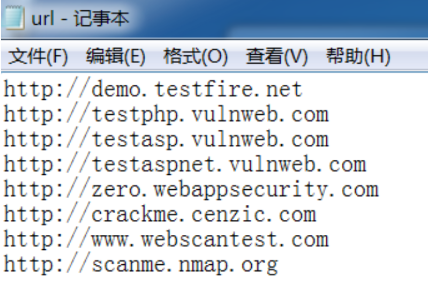 url - 记事本
文件(F) 编辑(E) 格式(O) 查看(V) 帮助(H)
http://demo.testfire.net
http://testphp.vulnweb.com
http://testasp.vulnweb.com
http://testaspnet.vulnweb.com
http://zero.webappsecurity.com
http://crackme.cenzic.com
http://www.webscantest.com
http://scanme.nmap.org